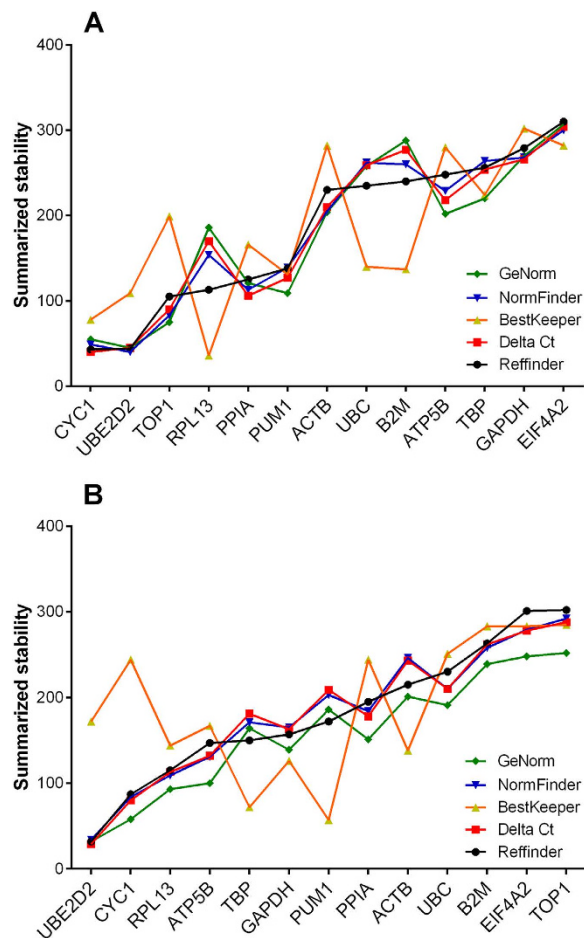 A
Summarized stability
400
300
200
100
0
GeNorm
NormFinder
BestKeeper
Delta Ct
Reffinder
CYC1
UBE2D2
TOP1
RPL13
PPIA
PUM1
ACTB
UBC
B2M
ATP5B
TBP
GAPDH
EIF4A2
B
Summarized stability
400
300
200
100
0
GeNorm
NormFinder
BestKeeper
Delta Ct
Reffinder
UBE2D2
CYC1
RPL13
ATP5B
TBP
GAPDH
PUM1
PPIA
ACTB
UBC
B2M
EIF4A2
TOP1